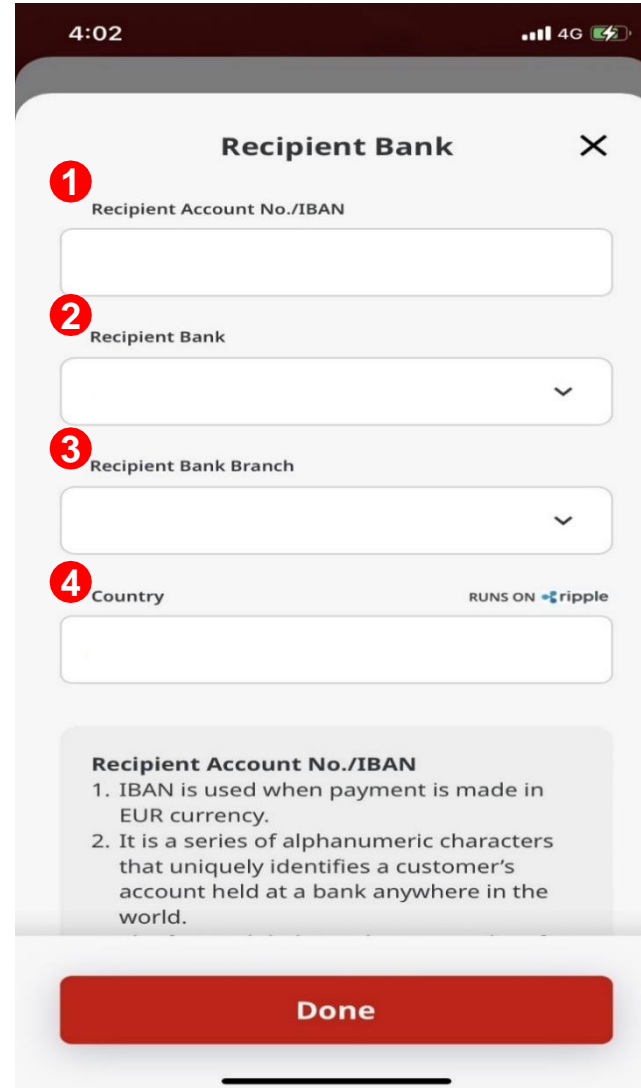 4:02
4G
Recipient Bank
1
Recipient Account No./IBAN
2
Recipient Bank
3
Recipient Bank Branch
4
Country
RUNS ON ripple
Recipient Account No./IBAN
1. IBAN is used when payment is made in
EUR currency.
2. It is a series of alphanumeric characters
that uniquely identifies a customer's
account held at a bank anywhere in the
world.
Done